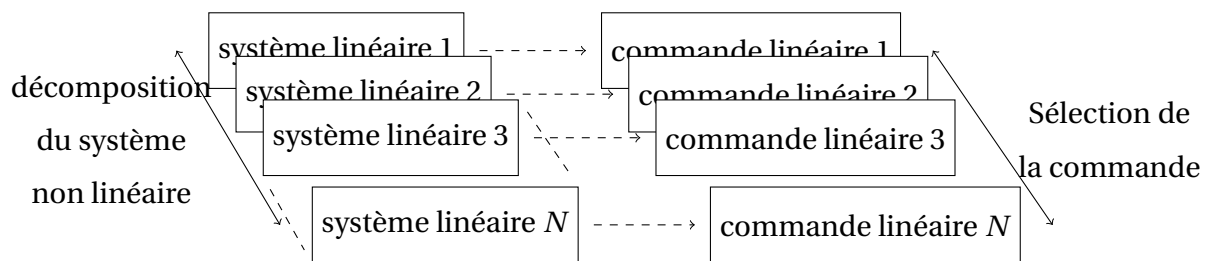 système linéaire 1
commande linéaire 1
système linéaire 2
commande linéaire 2
système linéaire 3
commande linéaire 3
système linéaire N
commande linéaire N
décomposition
du système
non linéaire
Sélection de
la commande